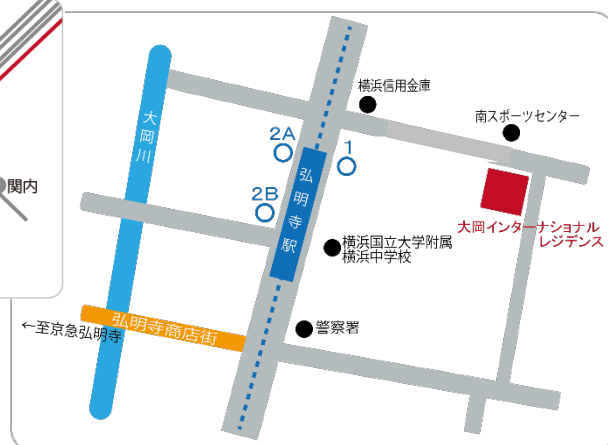 関内
大岡川
横浜信用金庫
南スポーツセンター
2A
1
弘明寺駅
2B
大岡インターナショナル
レジデンス
横浜国立大学附属
横浜中学校
弘明寺商店街
←至京急弘明寺
警察署